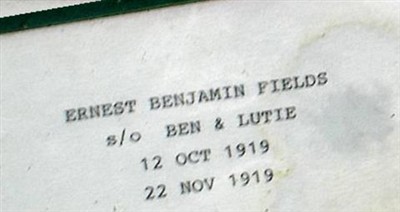 ERNEST BENJAMIN FIELDS
s/o BEN & LUTIE
12 OCT 1919
22 NOV 1919